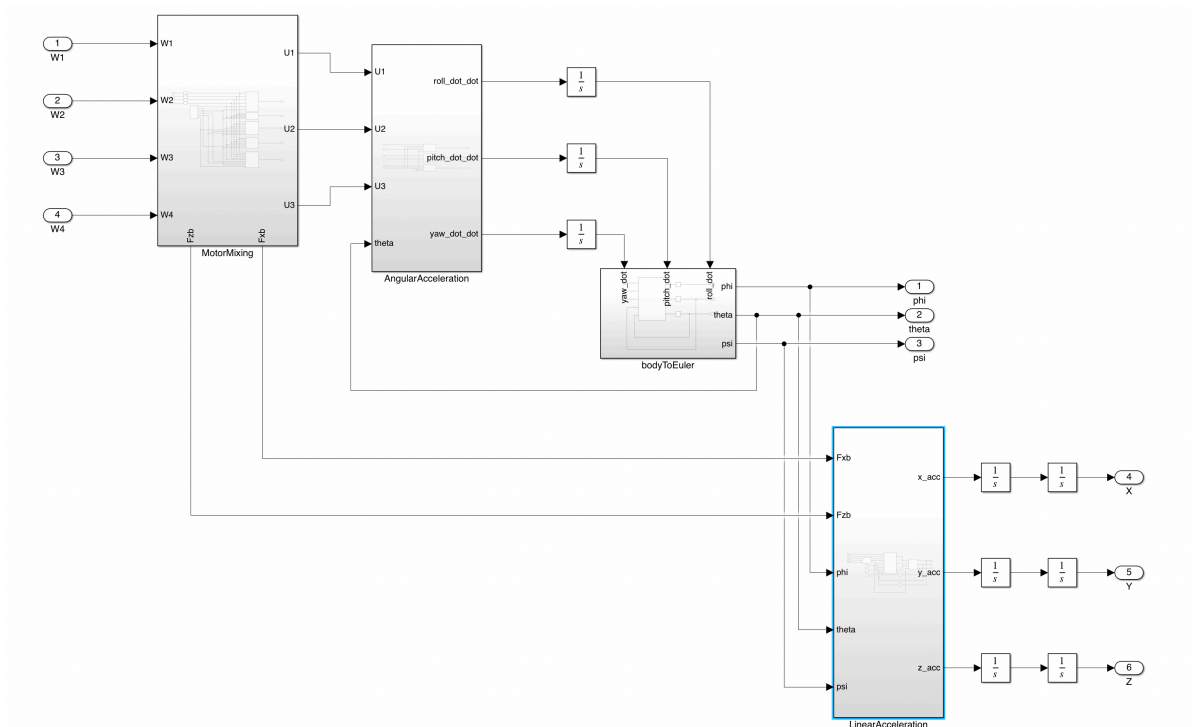 1
W1
2
W2
3
W3
4
W4
W1
W2
W3
W4
U1
U2
U3
Fzb
Fxb
MotorMixing
U1
U2
U3
theta
roll_dot_dot
pitch_dot_dot
yaw_dot_dot
AngularAcceleration
1
s
1
s
1
s
yaw_dot
pitch_dot
roll_dot
phi
theta
psi
bodyToEuler
1
phi
2
theta
3
psi
Fxb
Fzb
phi
theta
psi
x_acc
y_acc
z_acc
LinearAcceleration
1
s
1
s
4
X
1
s
1
s
5
Y
1
s
1
s
6
Z